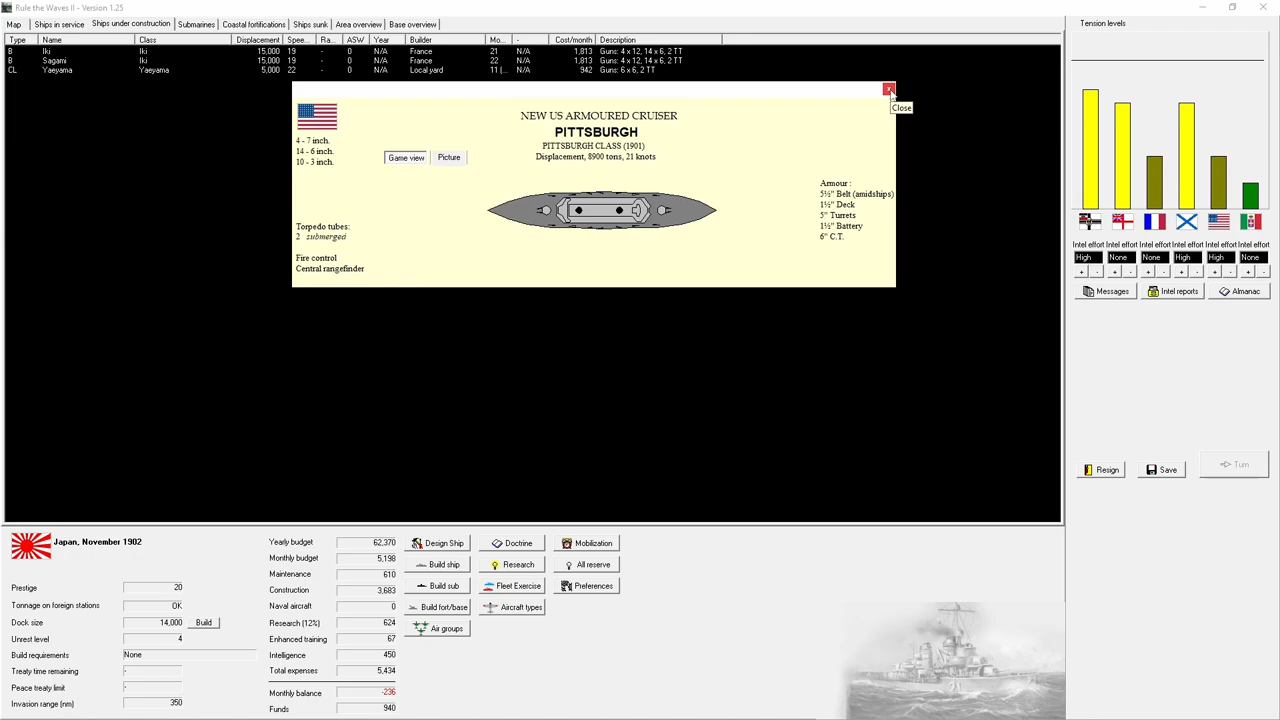 Rule the Waves II - Version 1.25
Map Ships in service Ships under construction Submarines Coastal fortifications Ships sunk Area overview Base overview
Type Name Class Displacement Spee... Ra... ASW Year Builder Mo... - Cost/month Description
B Iki Iki 15,000 19 - 0 N/A France 21 N/A 1,813 Guns: 4 x 12, 14 x 6, 2 TT
B Sagami Iki 15,000 19 - 0 N/A France 22 N/A 1,813 Guns: 4 x 12, 14 x 6, 2 TT
CL Yaeyama Yaeyama 5,000 22 - 0 N/A Local yard 11 (... N/A 942 Guns: 6 x 6, 2 TT
Close
NEW US ARMOURED CRUISER
PITTSBURGH
PITTSBURGH CLASS (1901)
Displacement, 8900 tons, 21 knots
4 - 7 inch.
14 - 6 inch.
10 - 3 inch.
Game view Picture
Torpedo tubes:
2 submerged
Fire control
Central rangefinder
Armour :
5½" Belt (amidships)
1½" Deck
5" Turrets
1½" Battery
6" C.T.
Tension levels
Intel effort Intel effort Intel effort Intel effort Intel effort Intel effort
High None None High High None
+ - + - + - + - + - + -
Messages Intel reports Almanac
Resign Save Turn
Japan, November 1902
Prestige 20
Tonnage on foreign stations OK
Dock size 14,000 Build
Unrest level 4
Build requirements None
Treaty time remaining -
Peace treaty limit -
Invasion range (nm) 350
Yearly budget 62,370
Monthly budget 5,198
Maintenance 610
Construction 3,683
Naval aircraft 0
Research (12%) 624
Enhanced training 67
Intelligence 450
Total expenses 5,434
Monthly balance -236
Funds 940
Design Ship Doctrine Mobilization
Build ship Research All reserve
Build sub Fleet Exercise Preferences
Build fort/base Aircraft types
Air groups